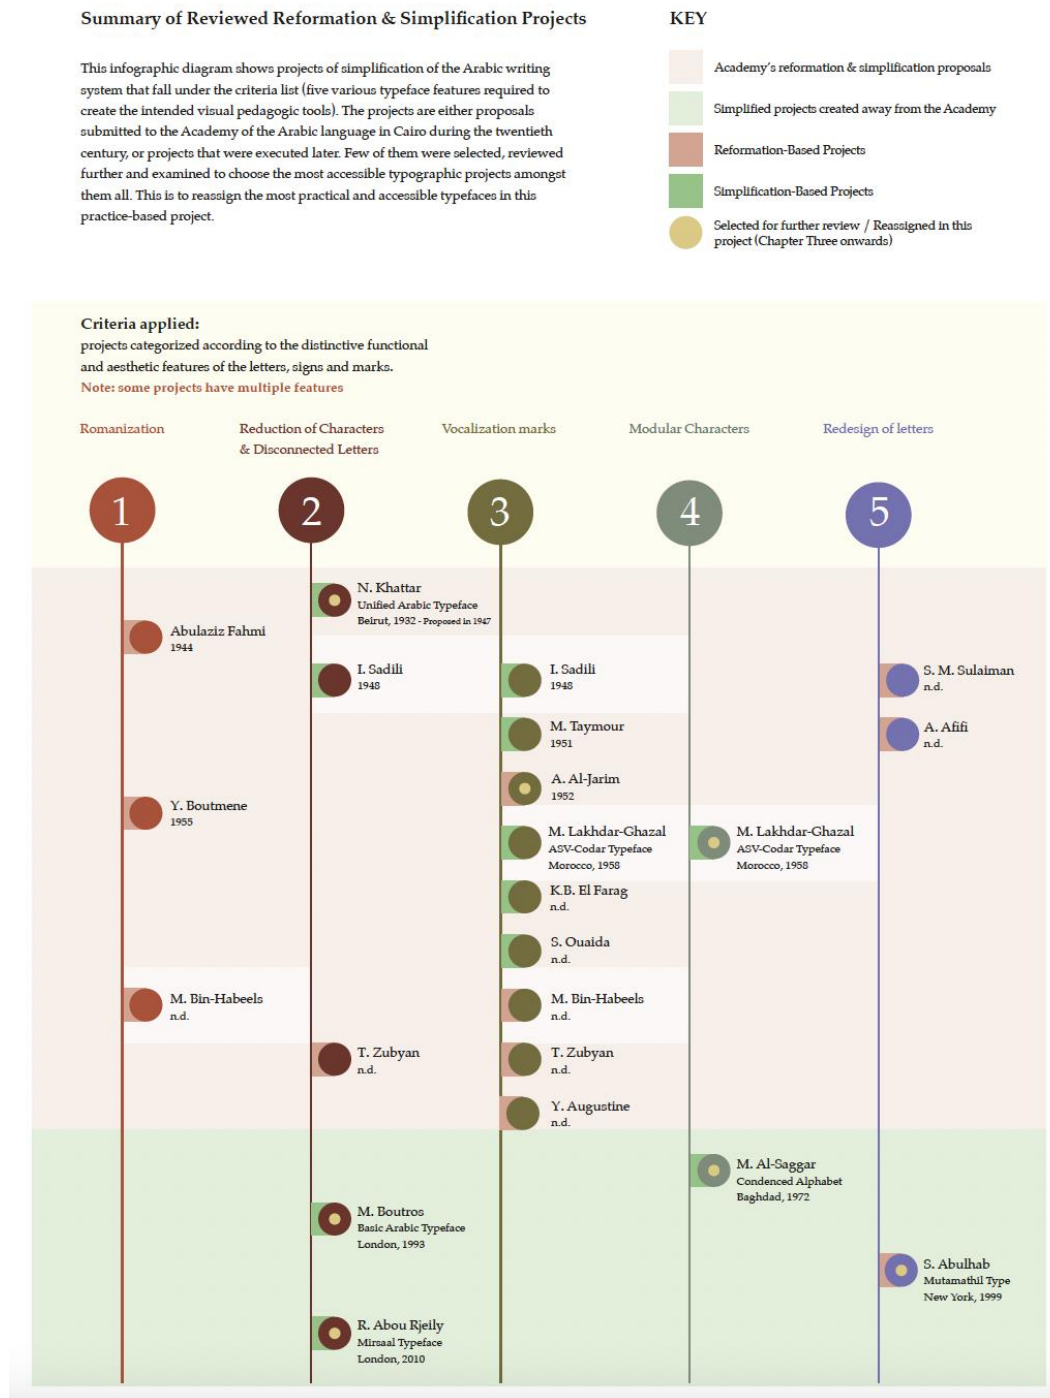 Summary of Reviewed Reformation & Simplification Projects
This infographic diagram shows projects of simplification of the Arabic writing
system that fall under the criteria list (five various typeface features required to
create the intended visual pedagogic tools). The projects are either proposals
submitted to the Academy of the Arabic language in Cairo during the twentieth
century, or projects that were executed later. Few of them were selected, reviewed
further and examined to choose the most accessible typographic projects amongst
them all. This is to reassign the most practical and accessible typefaces in this
practice-based project.
KEY
Academy's reformation & simplification proposals
Simplified projects created away from the Academy
Reformation-Based Projects
Simplification-Based Projects
Selected for further review / Reassigned in this
project (Chapter Three onwards)
Criteria applied:
projects categorized according to the distinctive functional
and aesthetic features of the letters, signs and marks.
Note: some projects have multiple features
Romanization
Reduction of Characters
& Disconnected Letters
Vocalization marks
Modular Characters
Redesign of letters
1
2
3
4
5
Abulaziz Fahmi
1944
Y. Boutmene
1955
M. Bin-Habeels
n.d.
N. Khattar
Unified Arabic Typeface
Beirut, 1932 - Proposed in 1947
I. Sadili
1948
T. Zubyan
n.d.
M. Boutros
Basic Arabic Typeface
London, 1993
R. Abou Rjeily
Mirsaal Typeface
London, 2010
I. Sadili
1948
M. Taymour
1951
A. Al-Jarim
1952
M. Lakhdar-Ghazal
ASV-Codar Typeface
Morocco, 1958
K.B. El Farag
n.d.
S. Ouaida
n.d.
M. Bin-Habeels
n.d.
T. Zubyan
n.d.
Y. Augustine
n.d.
M. Lakhdar-Ghazal
ASV-Codar Typeface
Morocco, 1958
M. Al-Saggar
Condenced Alphabet
Baghdad, 1972
S. M. Sulaiman
n.d.
A. Afifi
n.d.
S. Abulhab
Mutamathil Type
New York, 1999